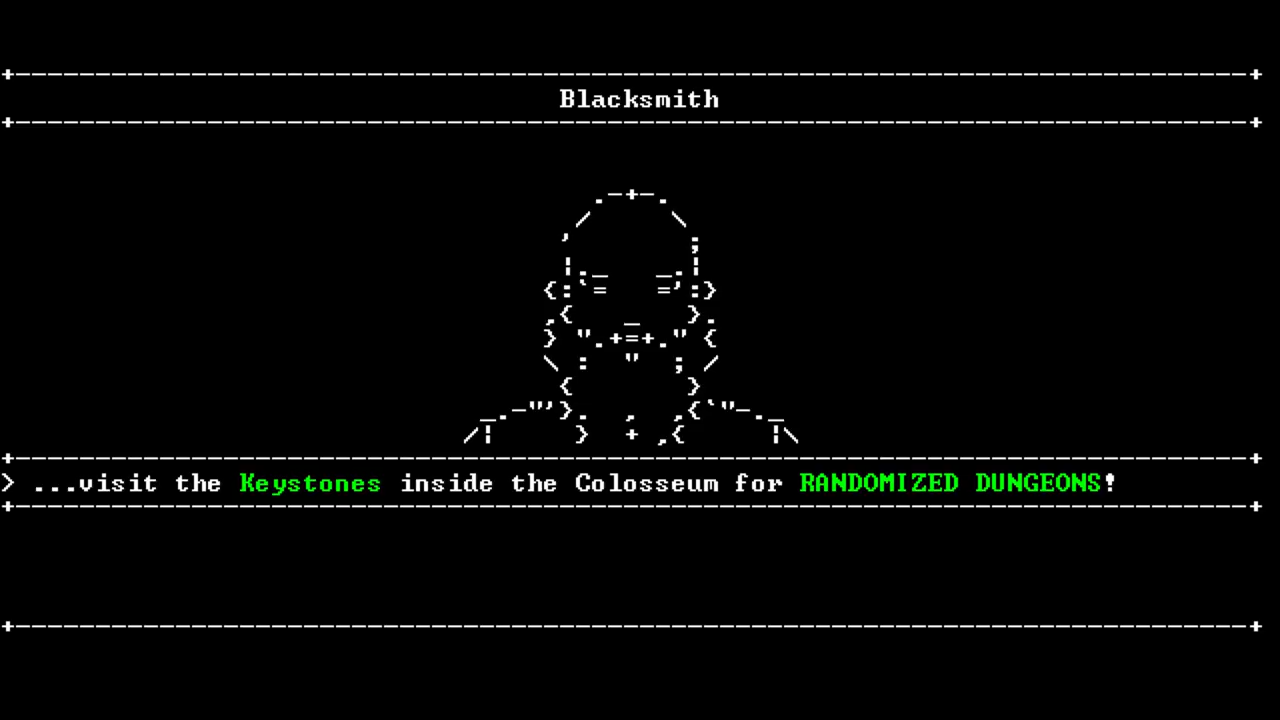 Blacksmith
> ...visit the Keystones inside the Colosseum for RANDOMIZED DUNGEONS!